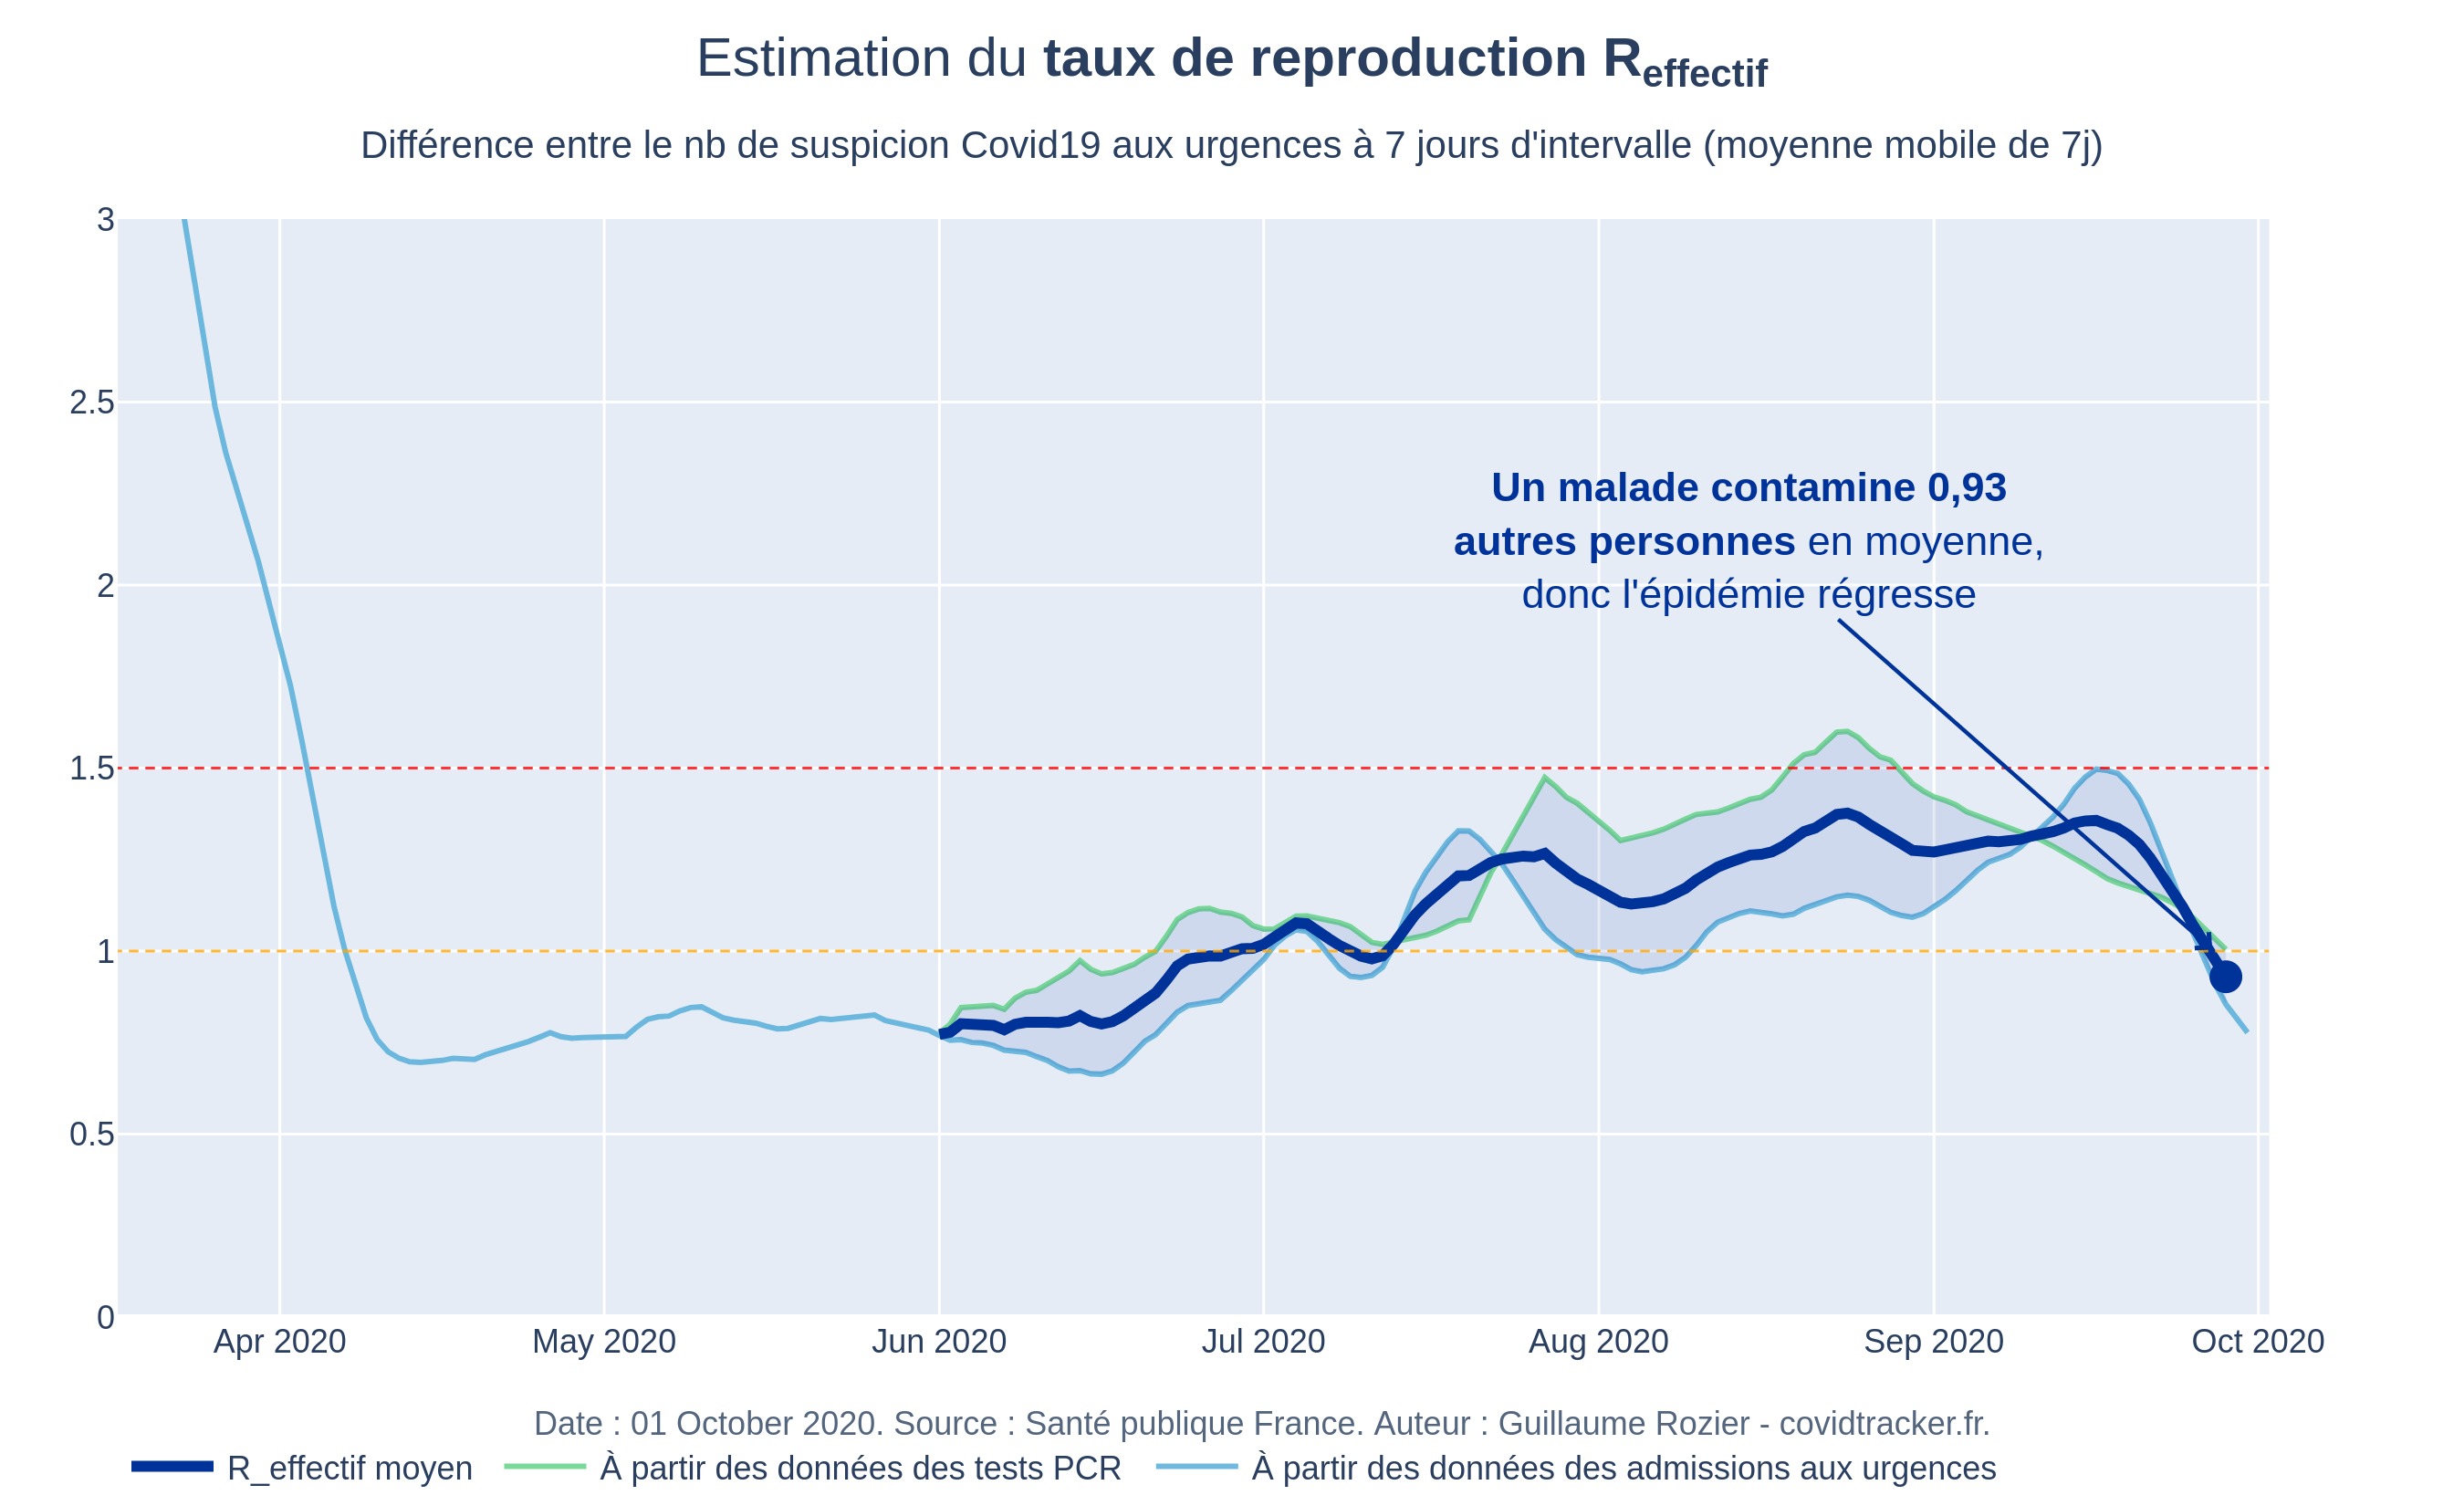 Estimation du taux de reproduction Reffectif
Différence entre le nb de suspicion Covid19 aux urgences à 7 jours d'intervalle (moyenne mobile de 7j)
3
2.5
2
1.5
1
0.5
0
Un malade contamine 0,93
autres personnes en moyenne,
donc l'épidémie régresse
Apr 2020 May 2020 Jun 2020 Jul 2020 Aug 2020 Sep 2020 Oct 2020
Date : 01 October 2020. Source : Santé publique France. Auteur : Guillaume Rozier - covidtracker.fr.
R_effectif moyen À partir des données des tests PCR À partir des données des admissions aux urgences